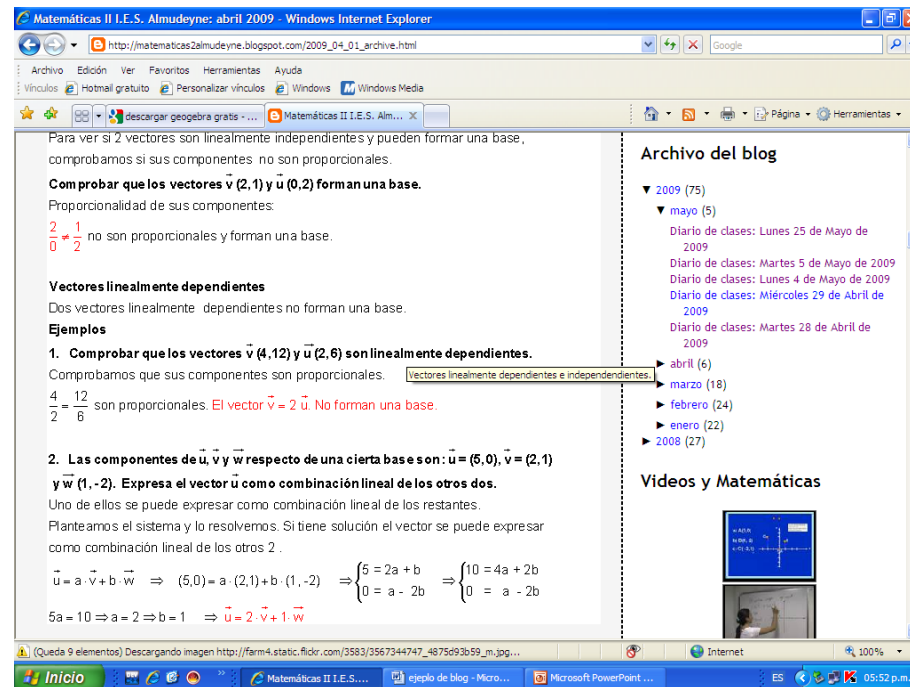 Matemáticas II I.E.S. Almudeyne: abril 2009 - Windows Internet Explorer
http://matematicas2almudeyne.blogspot.com/2009_04_01_archive.html
Google
Archivo Edición Ver Favoritos Herramientas Ayuda
Vínculos Hotmail gratuito Personalizar vínculos Windows Windows Media
descargar geogebra gratis - ... Matemáticas II I.E.S. Alm... Página Herramientas
Para ver si 2 vectores son linealmente independientes y pueden formar una base,
comprobamos si sus componentes no son proporcionales.
Comprobar que los vectores v⃗ (2,1) y u⃗ (0,2) forman una base.
Proporcionalidad de sus componentes:
2/0 ≠ 1/2 no son proporcionales y forman una base.
Vectores linealmente dependientes
Dos vectores linealmente dependientes no forman una base.
Ejemplos
1. Comprobar que los vectores v⃗ (4,12) y u⃗ (2,6) son linealmente dependientes.
Comprobamos que sus componentes son proporcionales.
Vectores linealmente dependientes e independendientes.
4/2 = 12/6 son proporcionales. El vector v⃗ = 2 u⃗. No forman una base.
2. Las componentes de u⃗, v⃗ y w⃗ respecto de una cierta base son: u⃗ = (5,0), v⃗ = (2,1)
y w⃗ (1,-2). Expresa el vector u⃗ como combinación lineal de los otros dos.
Uno de ellos se puede expresar como combinación lineal de los restantes.
Planteamos el sistema y lo resolvemos. Si tiene solución el vector se puede expresar
como combinación lineal de los otros 2 .
u⃗ = a · v⃗ + b · w⃗ ⇒ (5,0) = a · (2,1) + b · (1,-2) ⇒ {5 = 2a + b ⇒ {10 = 4a + 2b
{0 = a - 2b {0 = a - 2b
5a = 10 ⇒ a = 2 ⇒ b = 1 ⇒ u⃗ = 2 · v⃗ + 1 · w⃗
Archivo del blog
▼ 2009 (75)
▼ mayo (5)
Diario de clases: Lunes 25 de Mayo de
2009
Diario de clases: Martes 5 de Mayo de 2009
Diario de clases: Lunes 4 de Mayo de 2009
Diario de clases: Miércoles 29 de Abril de
2009
Diario de clases: Martes 28 de Abril de
2009
► abril (6)
► marzo (18)
► febrero (24)
► enero (22)
► 2008 (27)
Videos y Matemáticas
(Queda 9 elementos) Descargando imagen http://farm4.static.flickr.com/3583/3567344747_4875d93b59_m.jpg... Internet 100%
Inicio Matemáticas II I.E.S.... ejeplo de blog - Micro... Microsoft PowerPoint ... ES 05:52 p.m.